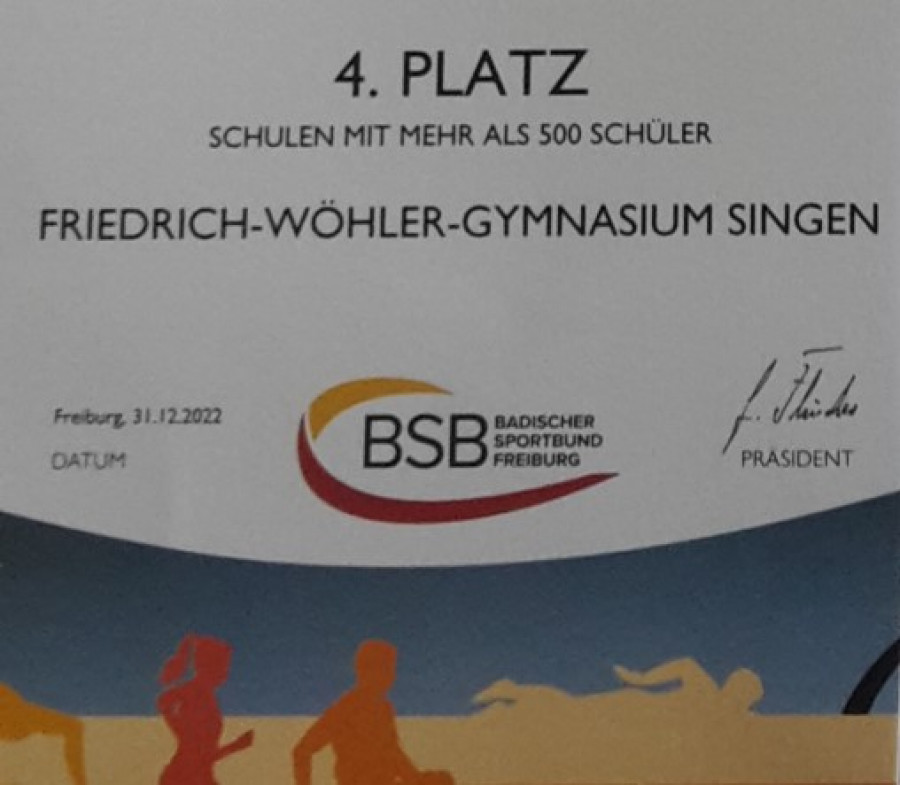 4. PLATZ
SCHULEN MIT MEHR ALS 500 SCHÜLER
FRIEDRICH-WÖHLER-GYMNASIUM SINGEN
Freiburg, 31.12.2022
DATUM
BSB
BADISCHER
SPORTBUND
FREIBURG
PRÄSIDENT